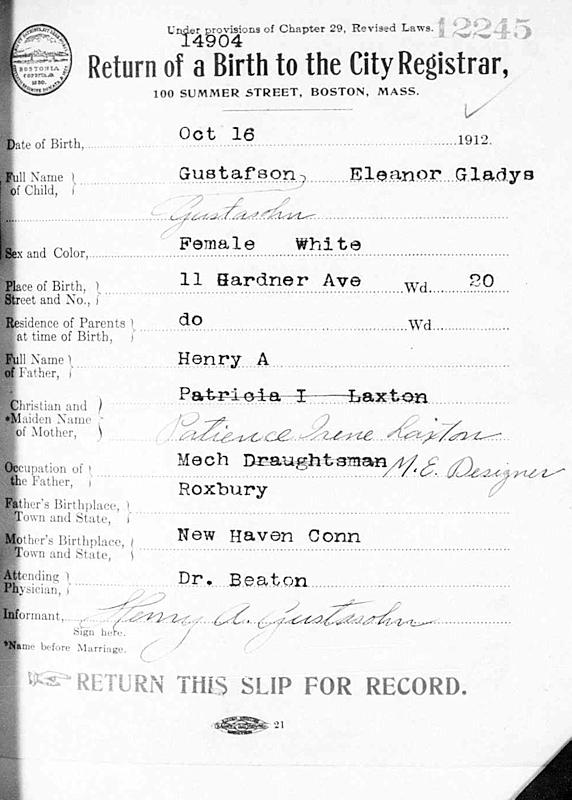 Under provisions of Chapter 29, Revised Laws. 12245
14904
Return of a Birth to the City Registrar,
100 SUMMER STREET, BOSTON, MASS.
Date of Birth, Oct 16 1912.
Full Name of Child, Gustafson, Eleanor Gladys
Gustasohn
Sex and Color, Female White
Place of Birth, Street and No., 11 Gardner Ave Wd. 20
Residence of Parents at time of Birth, do Wd.
Full Name of Father, Henry A
Christian and *Maiden Name of Mother, Patricia I Laxton
Patience Irene Laxton
Occupation of the Father, Mech Draughtsman M.E. Designer
Father's Birthplace, Town and State, Roxbury
Mother's Birthplace, Town and State, New Haven Conn
Attending Physician, Dr. Beaton
Informant, Henry A. Gustasohn
Sign here.
*Name before Marriage.
RETURN THIS SLIP FOR RECORD.
21